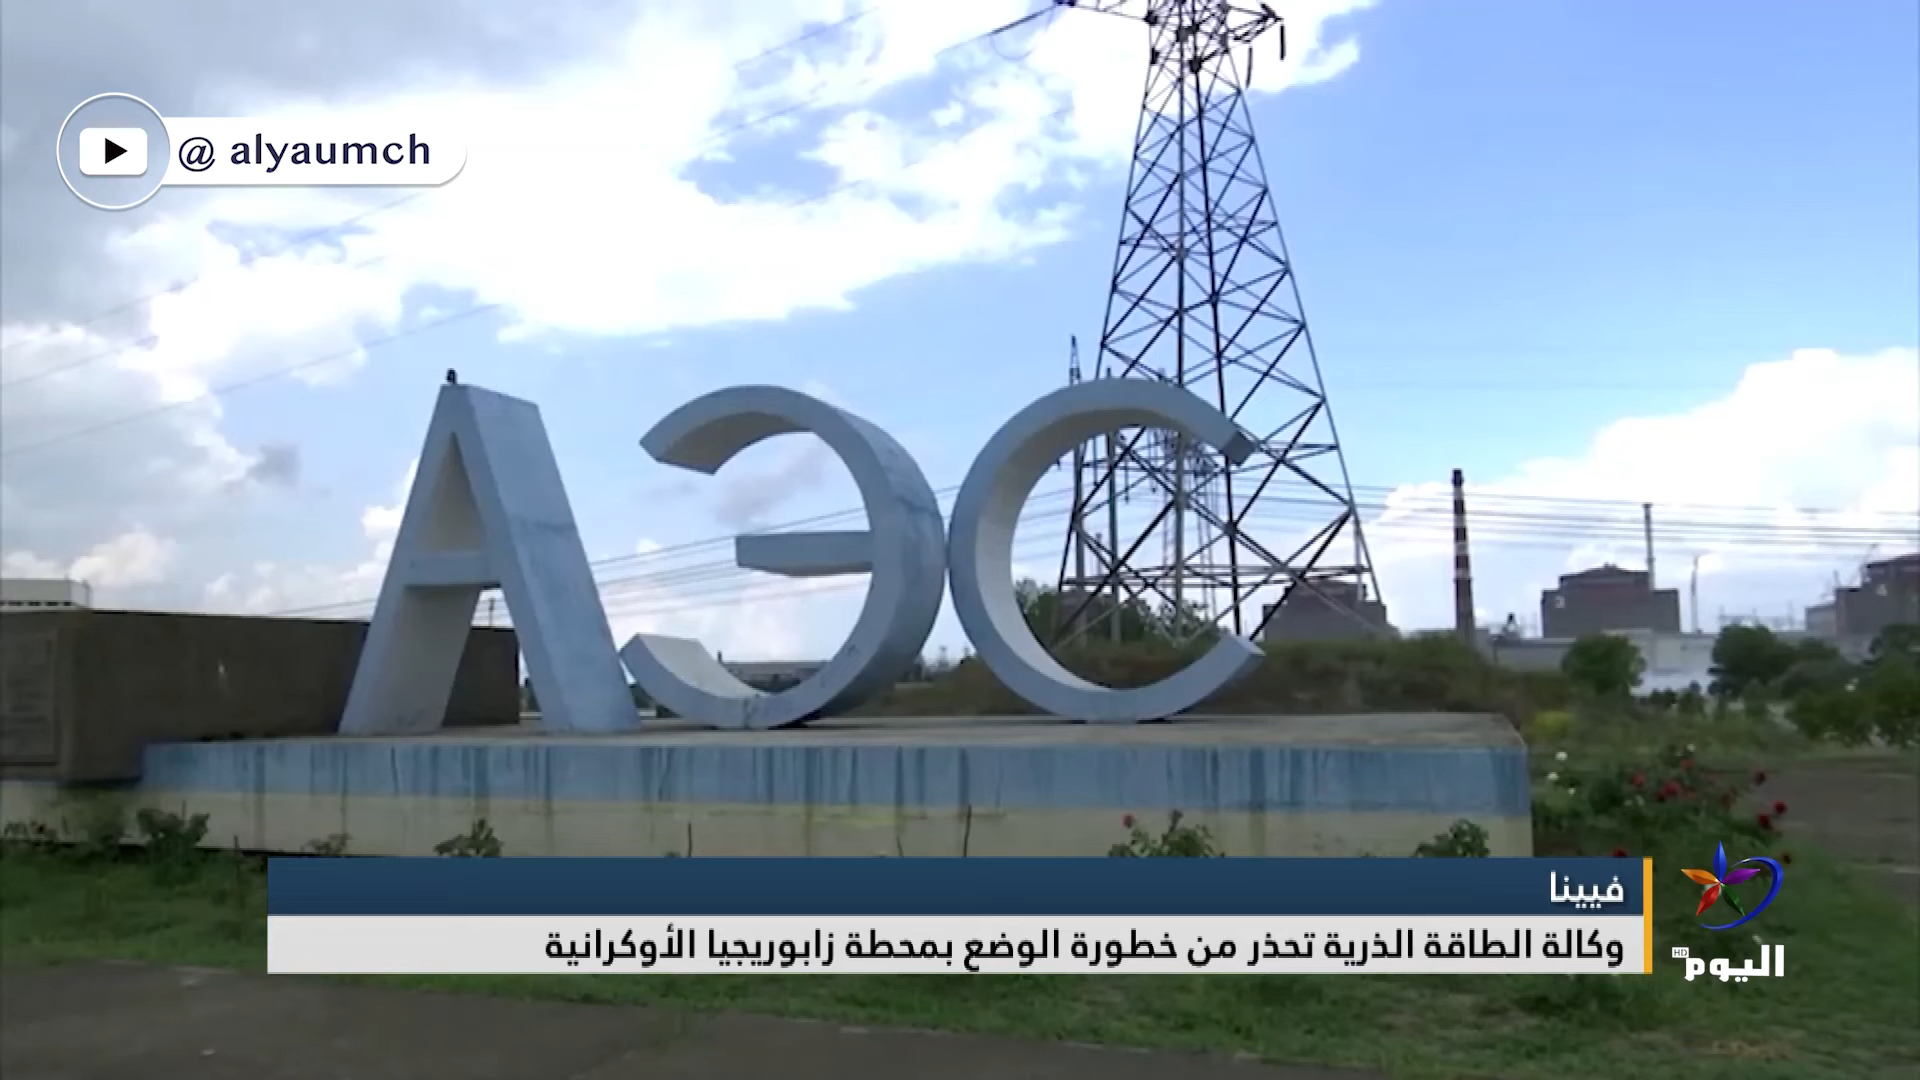 @ alyaumch
АЭС
فيينا
وكالة الطاقة الذرية تحذر من خطورة الوضع بمحطة زابوريجيا الأوكرانية
اليوم HD